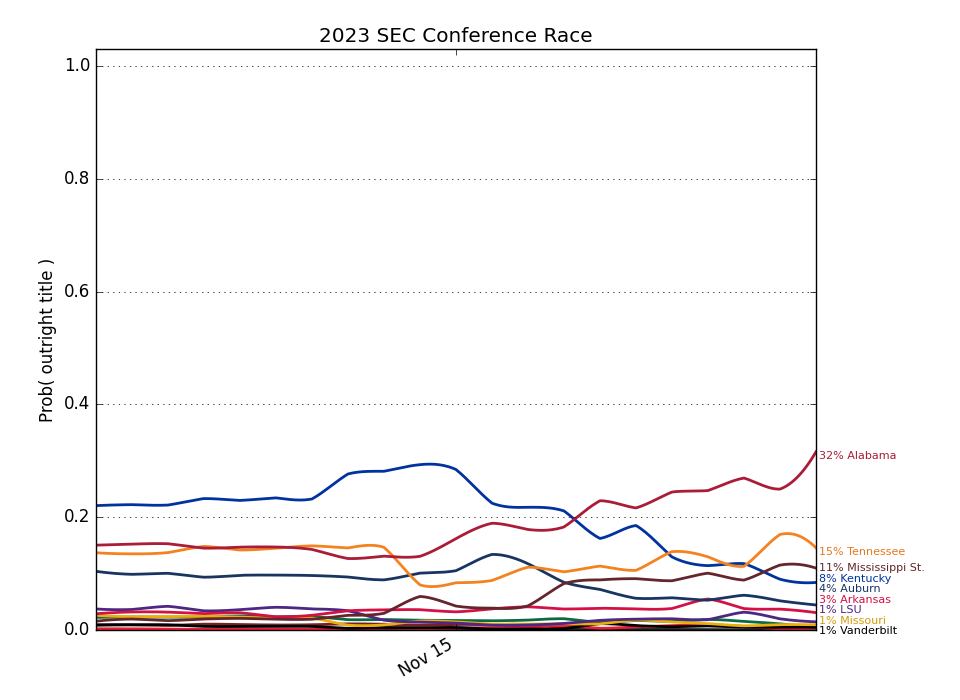 2023 SEC Conference Race
Prob( outright title )
1.0
0.8
0.6
0.4
0.2
0.0
Nov 15
32% Alabama
15% Tennessee
11% Mississippi St.
8% Kentucky
4% Auburn
3% Arkansas
1% LSU
1% Missouri
1% Vanderbilt